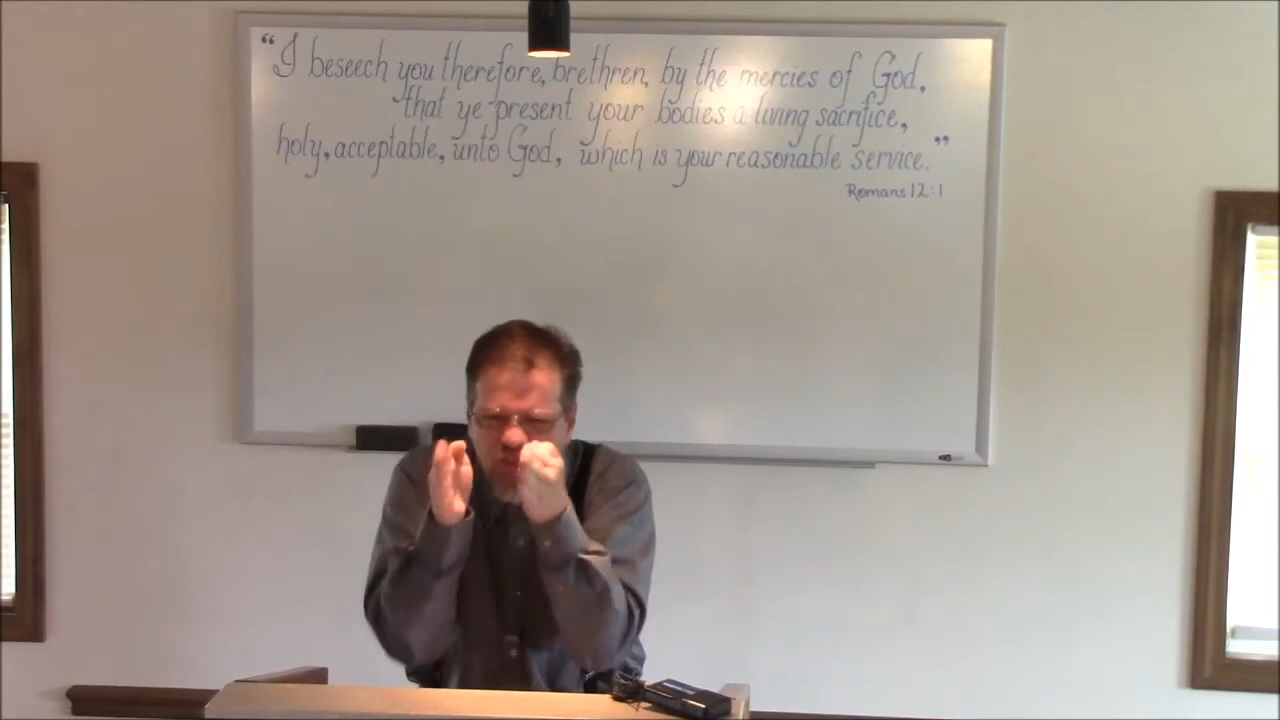 “I beseech you therefore, brethren, by the mercies of God,
that ye present your bodies a living sacrifice,
holy, acceptable, unto God, which is your reasonable service.”
Romans 12:1